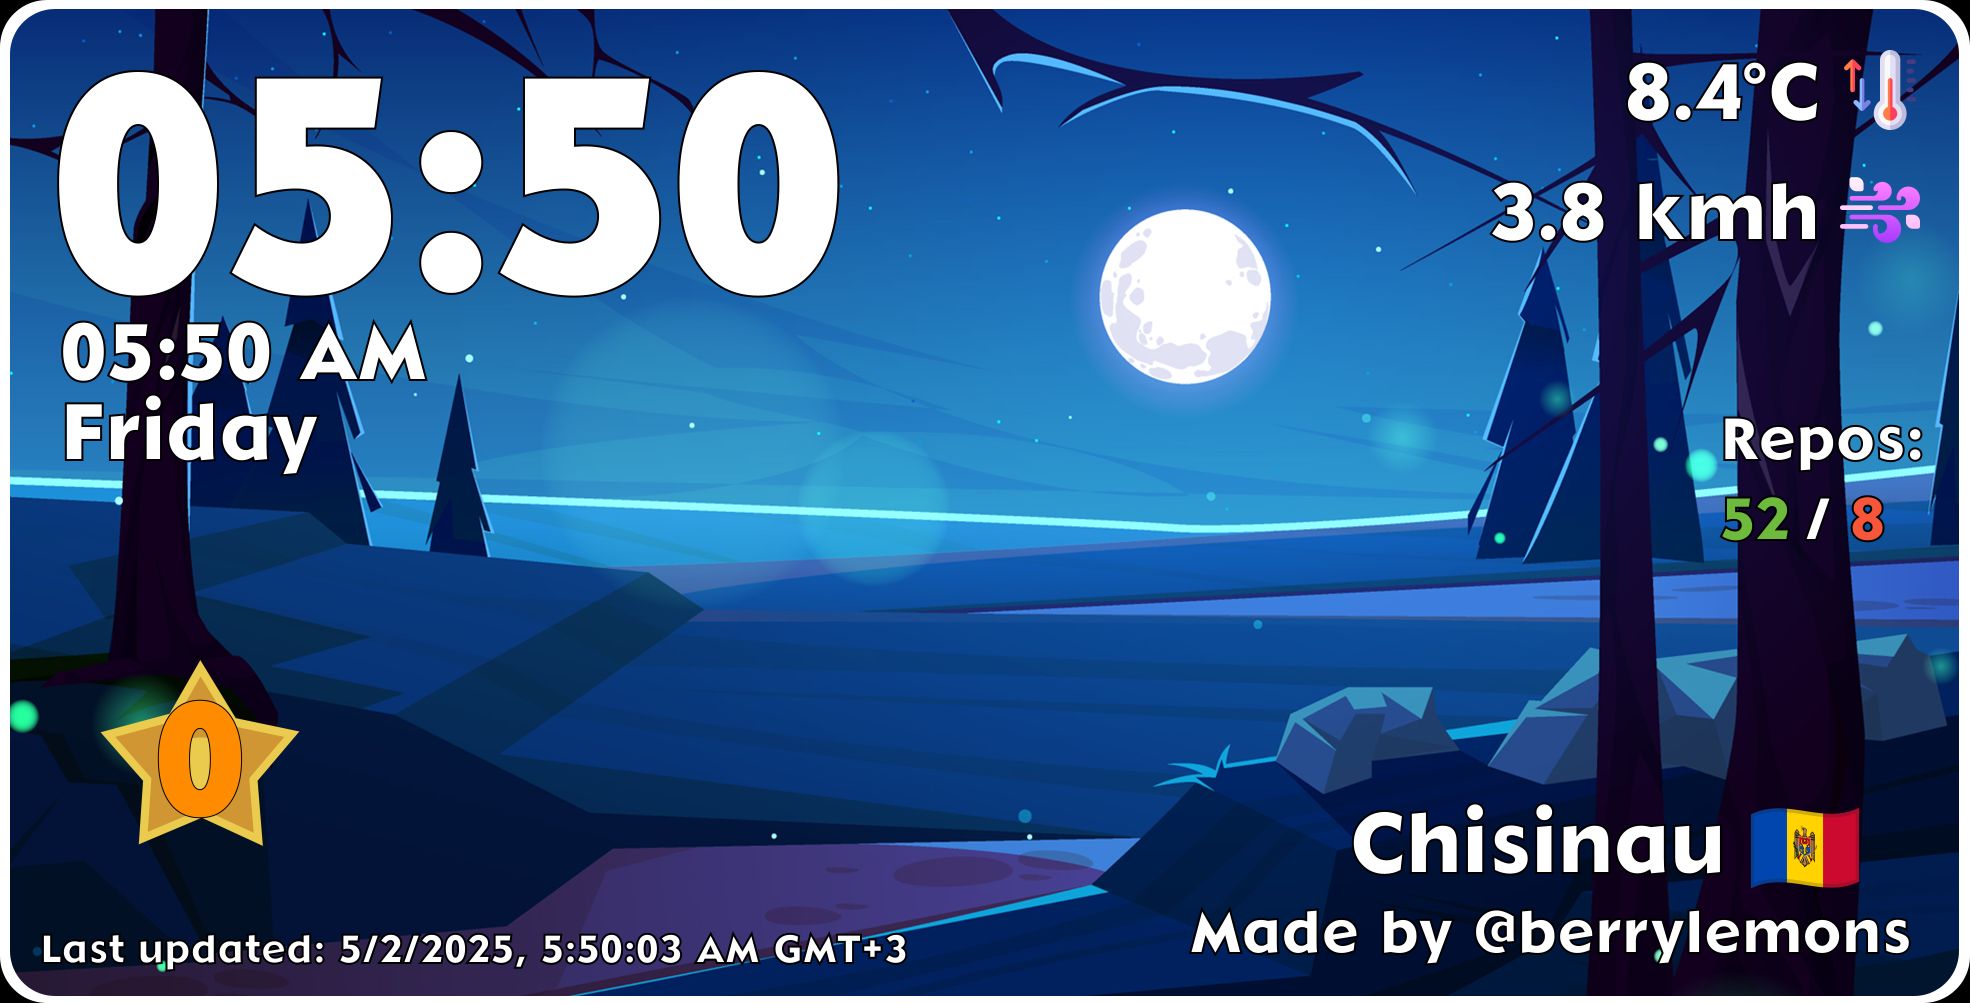 05:50
05:50 AM
Friday
8.4°C
3.8 kmh
Repos:
52 / 8
0
Chisinau
Made by @berrylemons
Last updated: 5/2/2025, 5:50:03 AM GMT+3